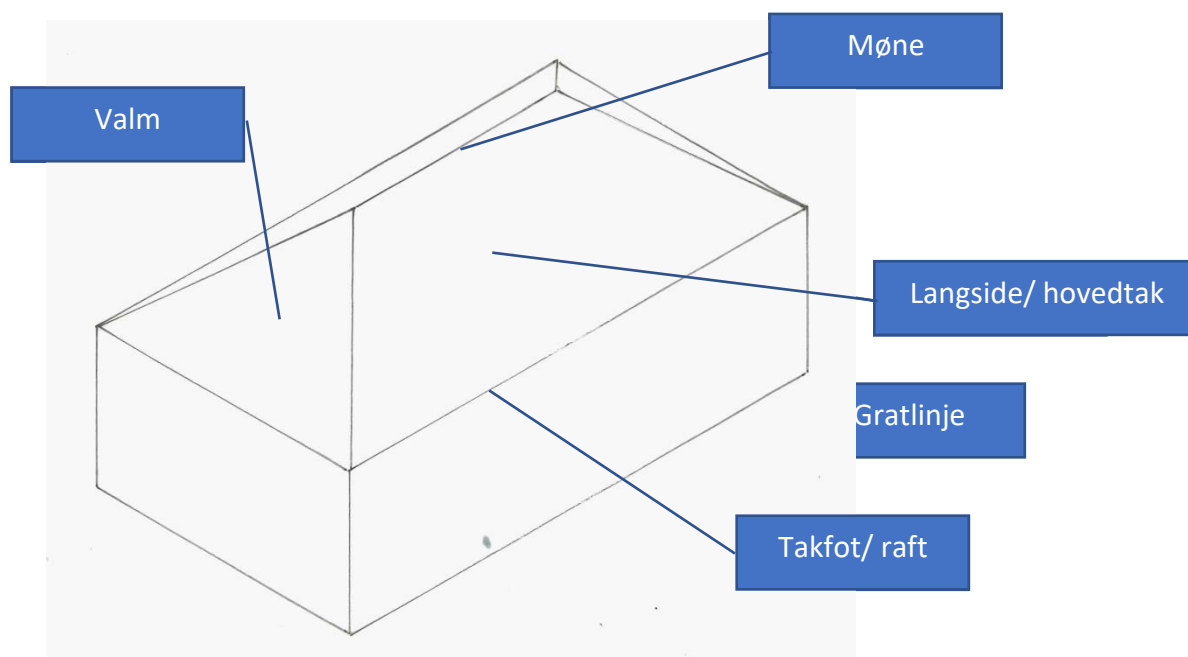 Møne
Valm
Langside/ hovedtak
Gratlinje
Takfot/ raft